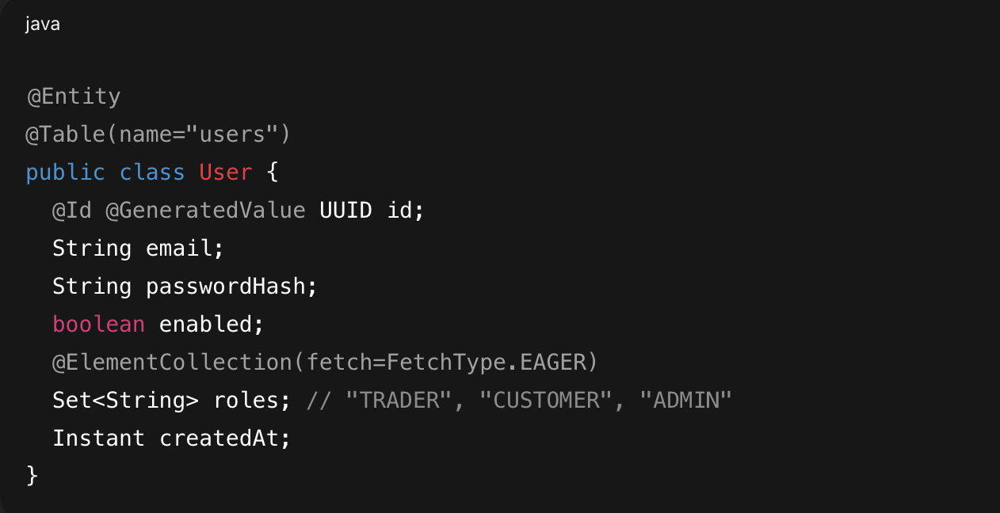 java
@Entity
@Table(name="users")
public class User {
  @Id @GeneratedValue UUID id;
  String email;
  String passwordHash;
  boolean enabled;
  @ElementCollection(fetch=FetchType.EAGER)
  Set<String> roles; // "TRADER", "CUSTOMER", "ADMIN"
  Instant createdAt;
}